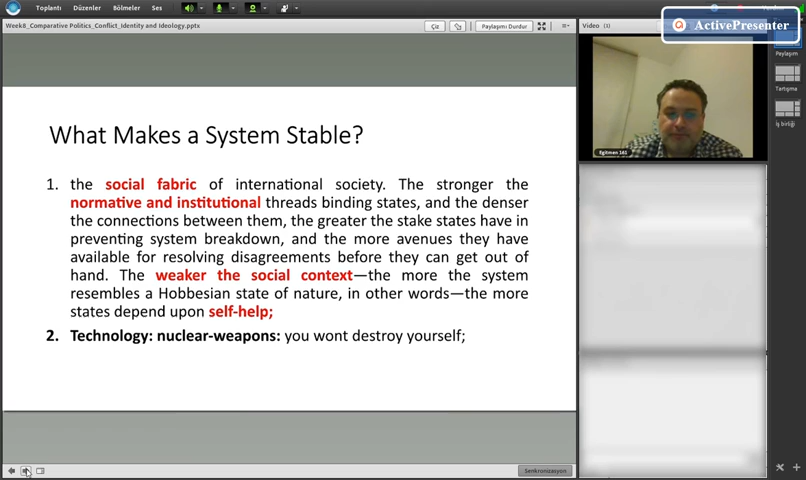 Toplantı Düzenler Bölmeler Ses
Week8_Comparative Politics_Conflict_Identity and Ideology.pptx
Çiz
Paylaşımı Durdur
Video (1)
ActivePresenter
Paylaşım
Tartışma
İş birliği
Eğitmen 161
What Makes a System Stable?
1. the social fabric of international society. The stronger the
normative and institutional threads binding states, and the denser
the connections between them, the greater the stake states have in
preventing system breakdown, and the more avenues they have
available for resolving disagreements before they can get out of
hand. The weaker the social context—the more the system
resembles a Hobbesian state of nature, in other words—the more
states depend upon self-help;
2. Technology: nuclear-weapons: you wont destroy yourself;
Senkronizasyon